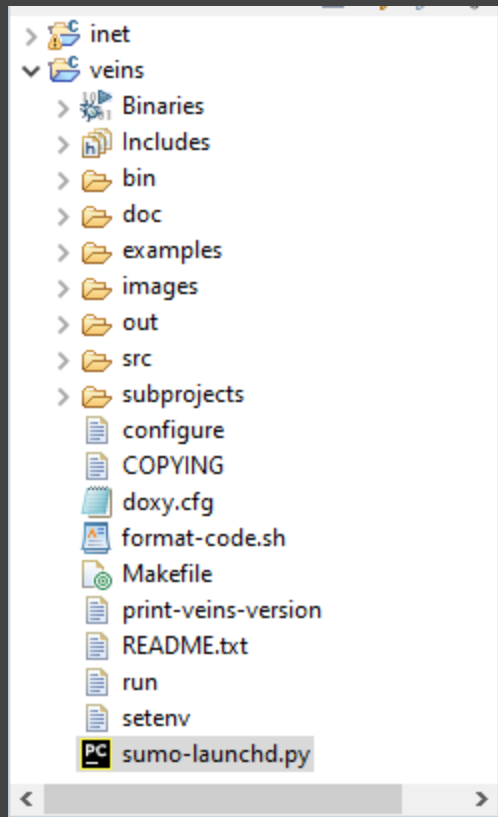 inet
veins
Binaries
Includes
bin
doc
examples
images
out
src
subprojects
configure
COPYING
doxy.cfg
format-code.sh
Makefile
print-veins-version
README.txt
run
setenv
PC sumo-launchd.py